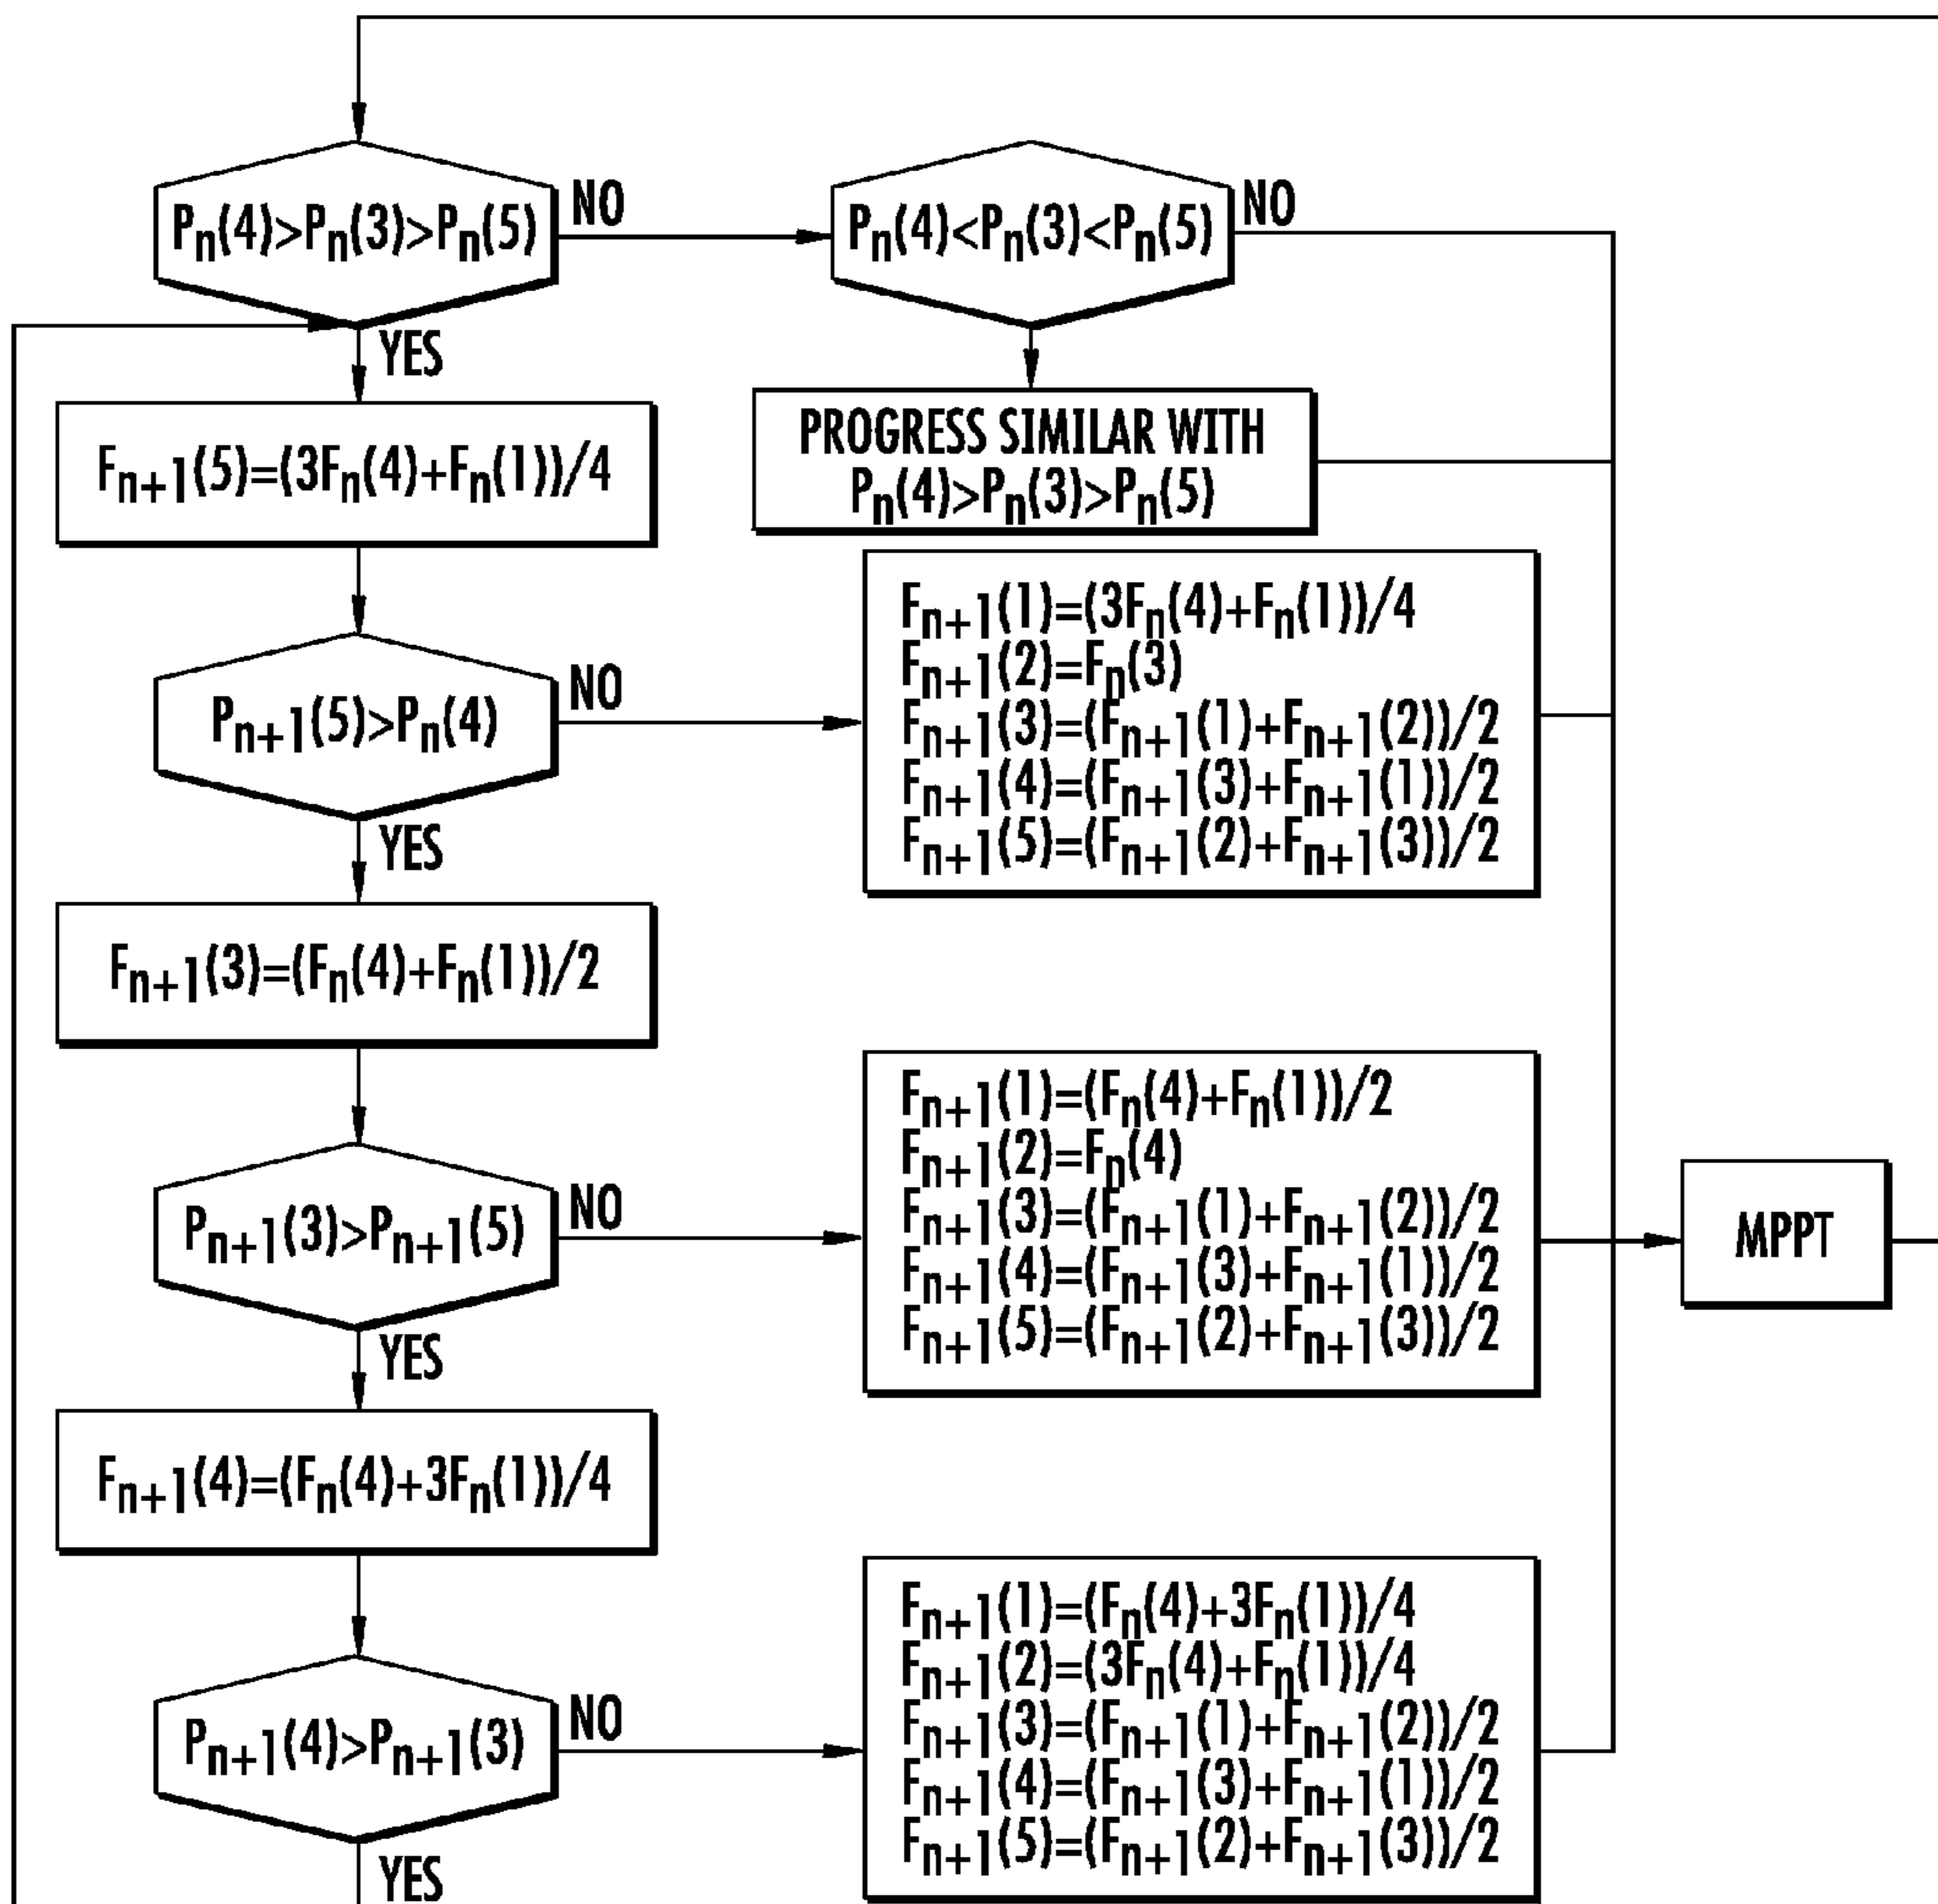 Pn(4)>Pn(3)>Pn(5)
NO
Pn(4)<Pn(3)<Pn(5)
NO
YES
Fn+1(5)=(3Fn(4)+Fn(1))/4
PROGRESS SIMILAR WITH
Pn(4)>Pn(3)>Pn(5)
Pn+1(5)>Pn(4)
NO
Fn+1(1)=(3Fn(4)+Fn(1))/4
Fn+1(2)=Fn(3)
Fn+1(3)=(Fn+1(1)+Fn+1(2))/2
Fn+1(4)=(Fn+1(3)+Fn+1(1))/2
Fn+1(5)=(Fn+1(2)+Fn+1(3))/2
YES
Fn+1(3)=(Fn(4)+Fn(1))/2
Pn+1(3)>Pn+1(5)
NO
Fn+1(1)=(Fn(4)+Fn(1))/2
Fn+1(2)=Fn(4)
Fn+1(3)=(Fn+1(1)+Fn+1(2))/2
Fn+1(4)=(Fn+1(3)+Fn+1(1))/2
Fn+1(5)=(Fn+1(2)+Fn+1(3))/2
MPPT
YES
Fn+1(4)=(Fn(4)+3Fn(1))/4
Pn+1(4)>Pn+1(3)
NO
Fn+1(1)=(Fn(4)+3Fn(1))/4
Fn+1(2)=(3Fn(4)+Fn(1))/4
Fn+1(3)=(Fn+1(1)+Fn+1(2))/2
Fn+1(4)=(Fn+1(3)+Fn+1(1))/2
Fn+1(5)=(Fn+1(2)+Fn+1(3))/2
YES